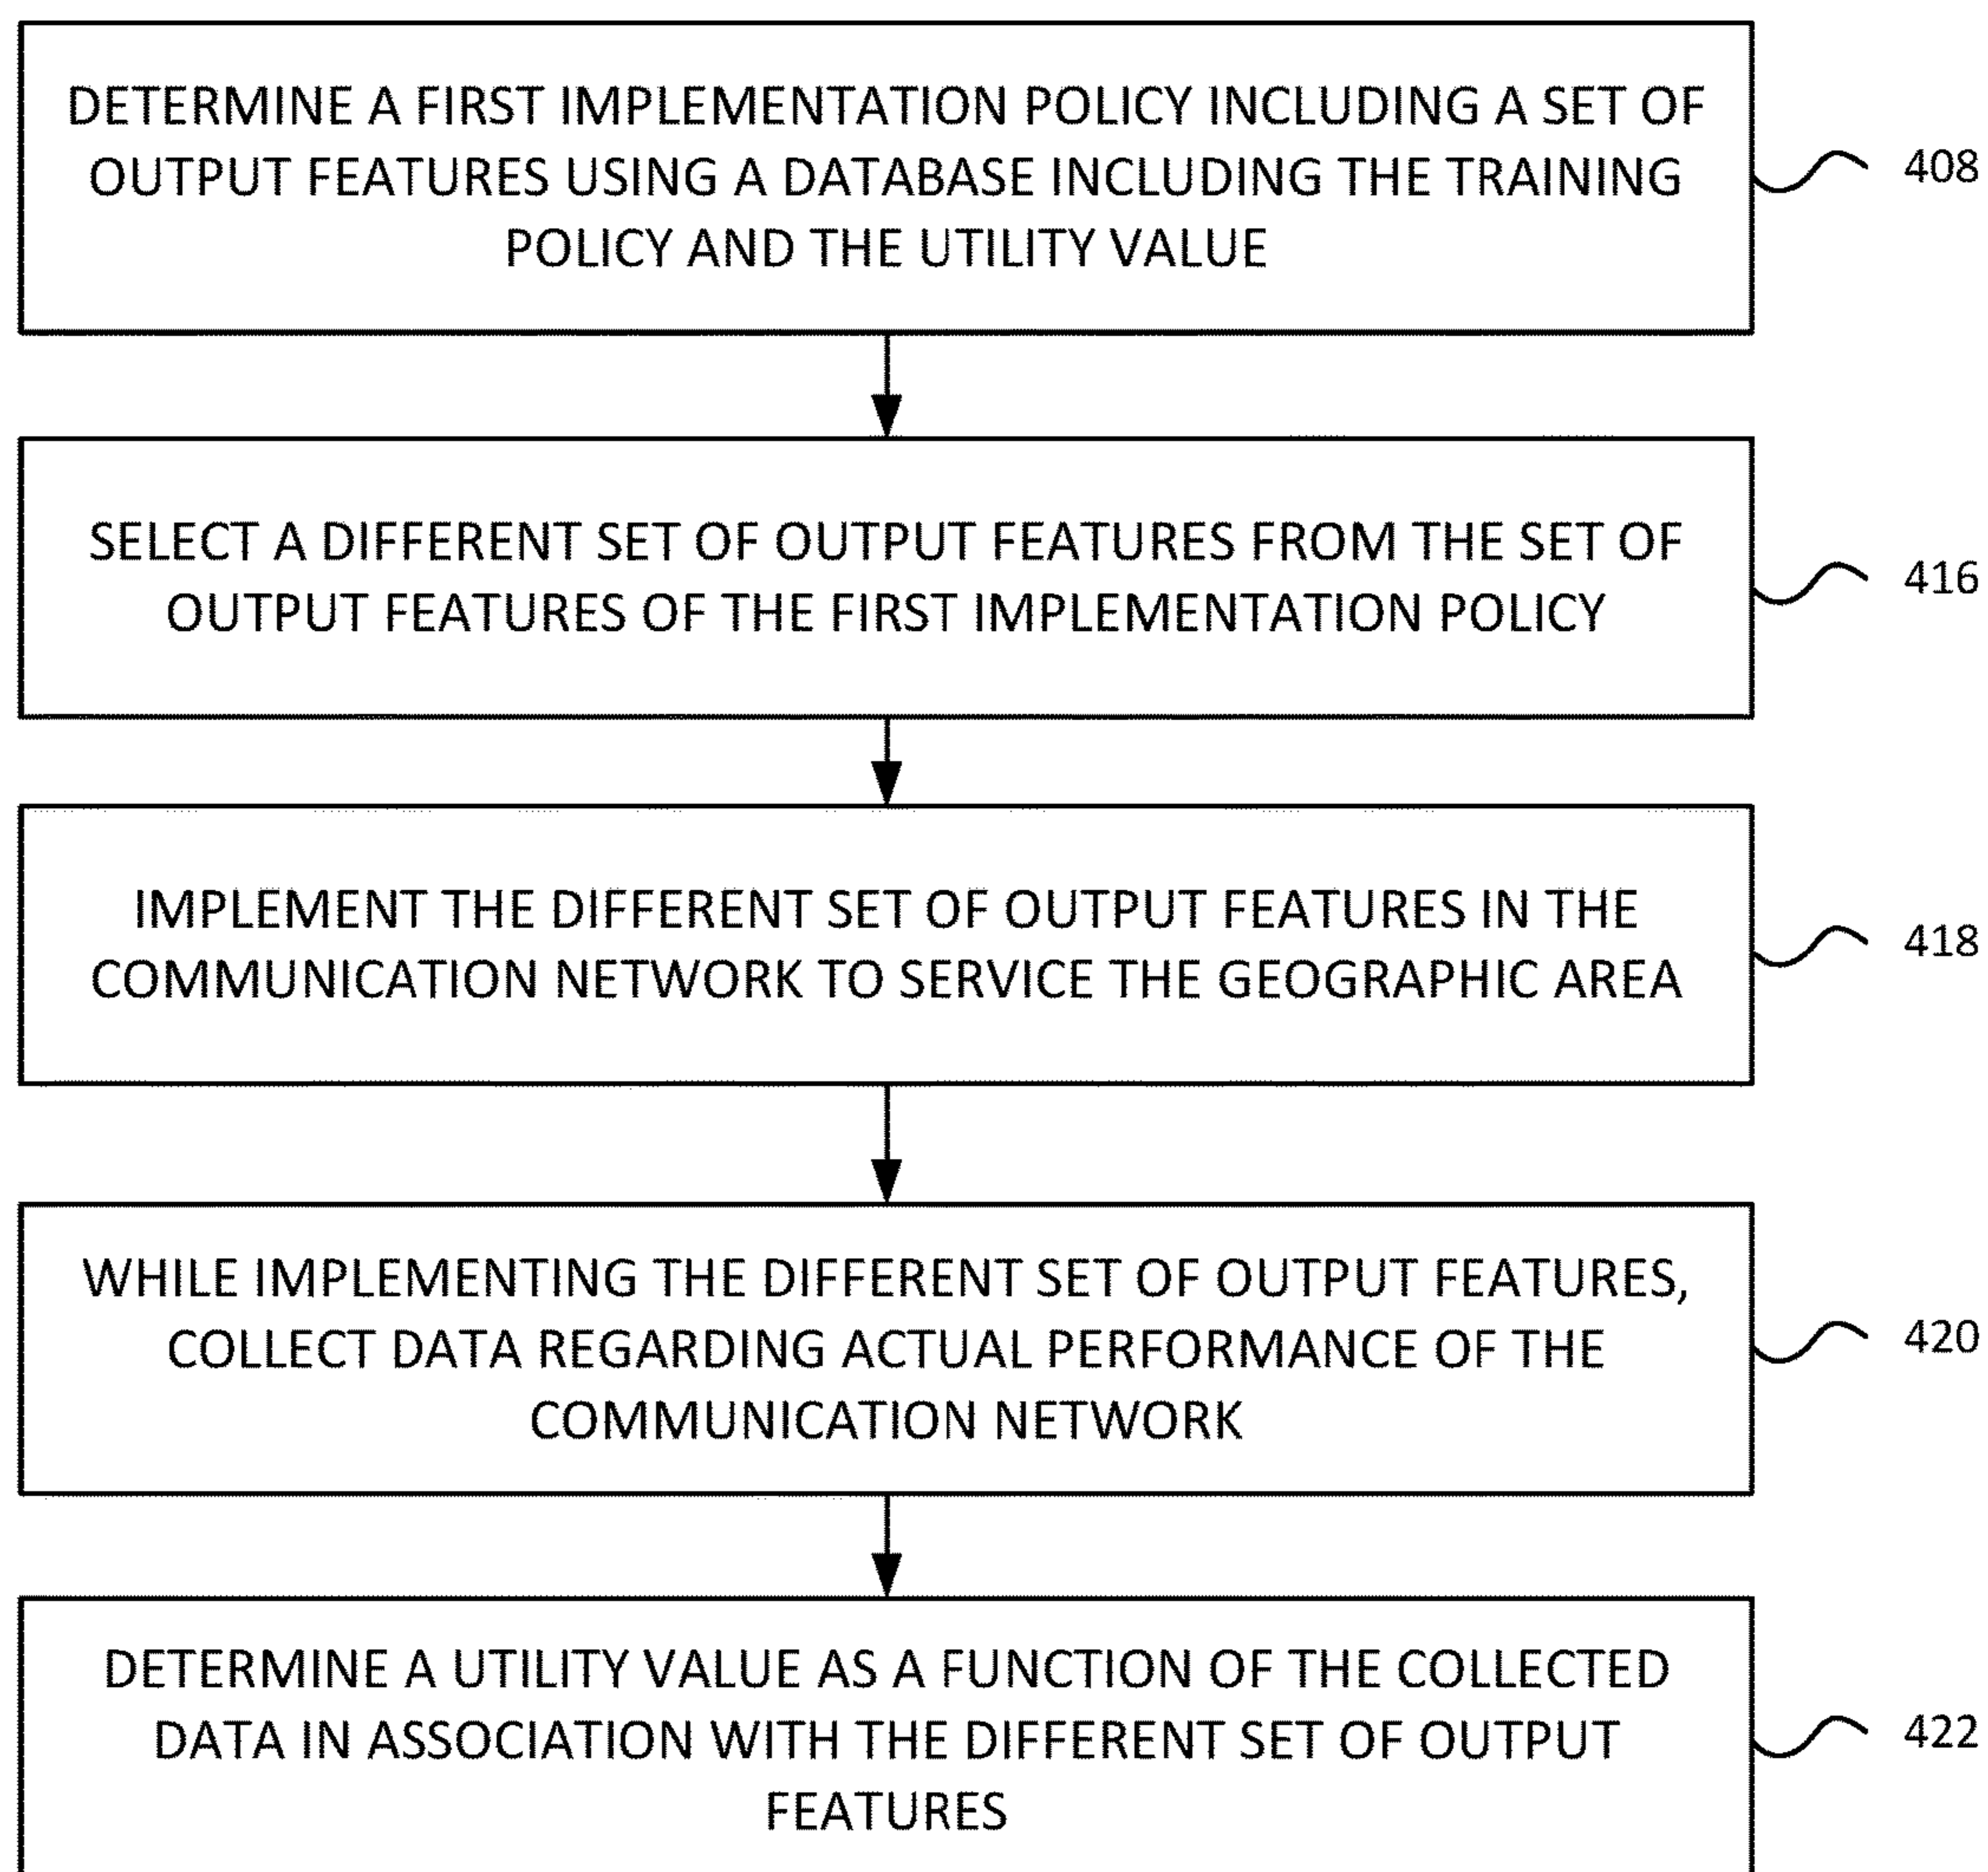 DETERMINE A FIRST IMPLEMENTATION POLICY INCLUDING A SET OF
OUTPUT FEATURES USING A DATABASE INCLUDING THE TRAINING
POLICY AND THE UTILITY VALUE
408
SELECT A DIFFERENT SET OF OUTPUT FEATURES FROM THE SET OF
OUTPUT FEATURES OF THE FIRST IMPLEMENTATION POLICY
416
IMPLEMENT THE DIFFERENT SET OF OUTPUT FEATURES IN THE
COMMUNICATION NETWORK TO SERVICE THE GEOGRAPHIC AREA
418
WHILE IMPLEMENTING THE DIFFERENT SET OF OUTPUT FEATURES,
COLLECT DATA REGARDING ACTUAL PERFORMANCE OF THE
COMMUNICATION NETWORK
420
DETERMINE A UTILITY VALUE AS A FUNCTION OF THE COLLECTED
DATA IN ASSOCIATION WITH THE DIFFERENT SET OF OUTPUT
FEATURES
422